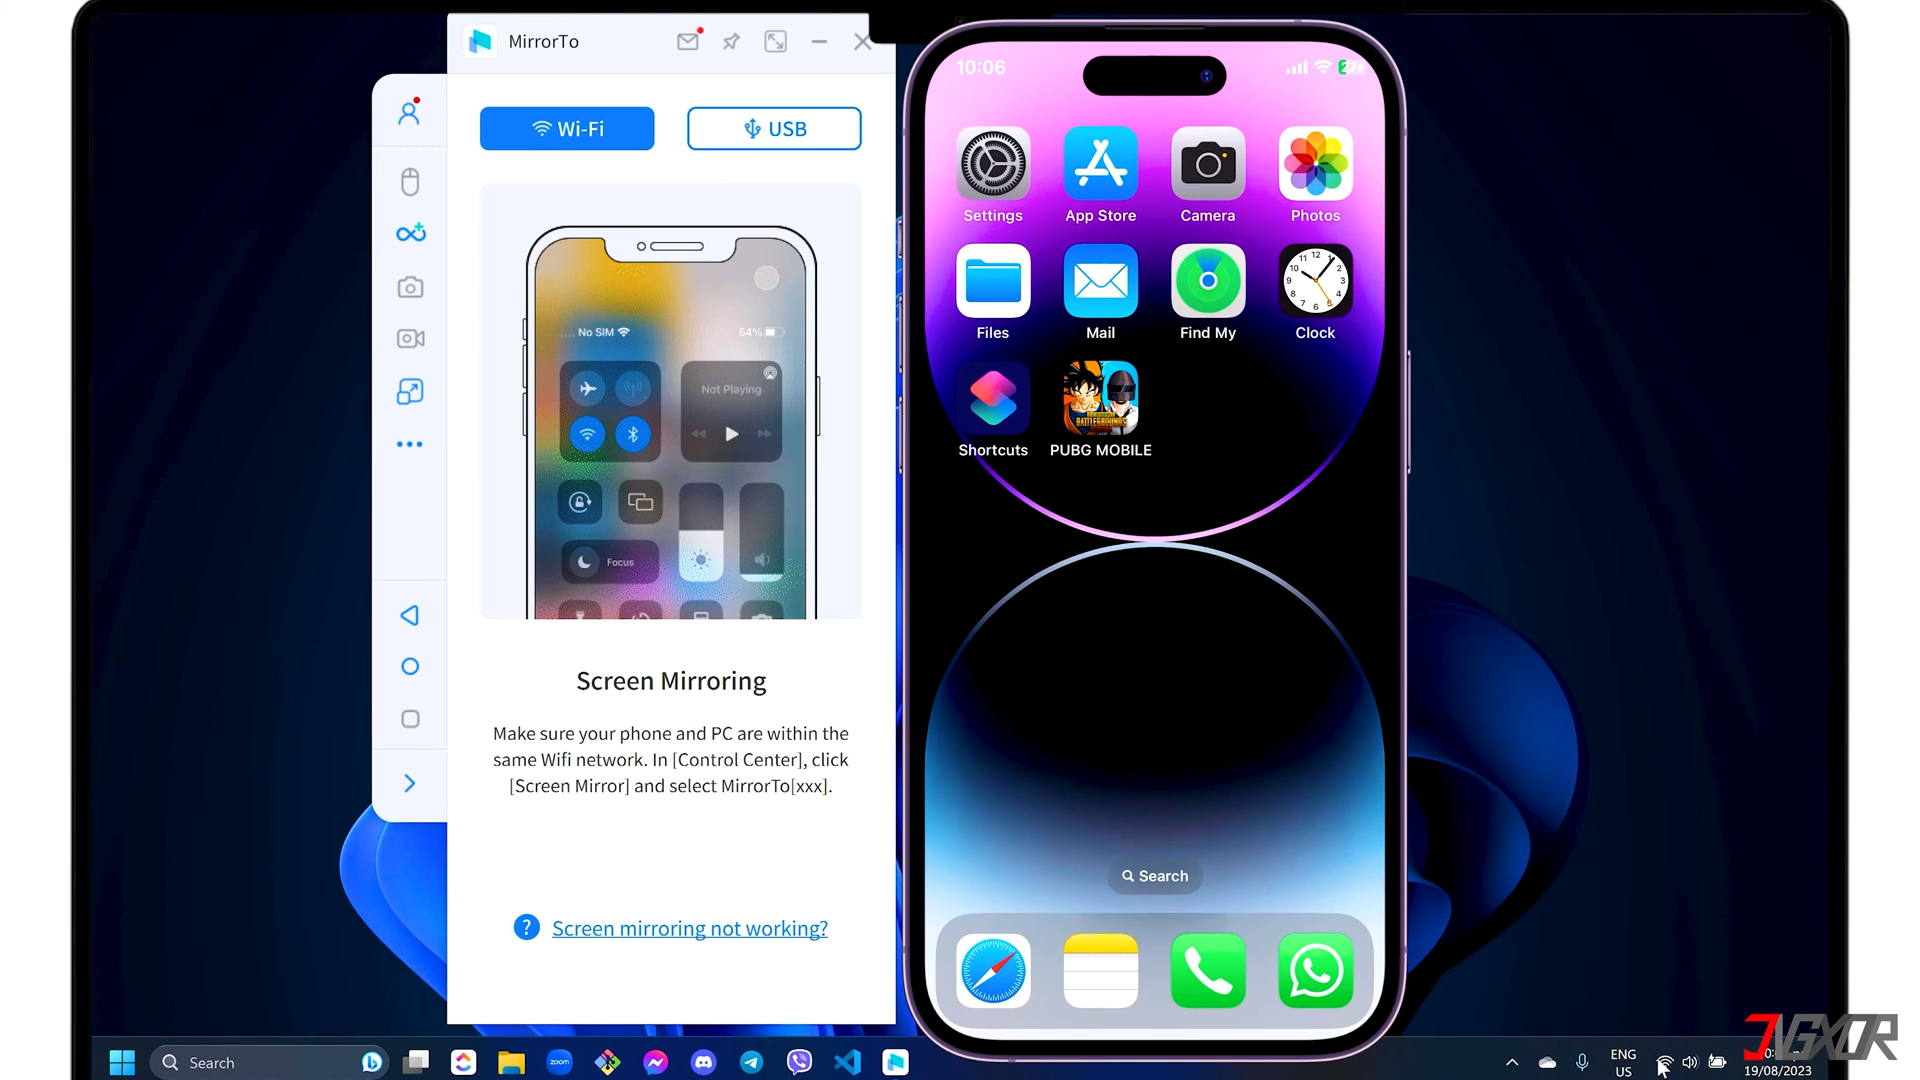 MirrorTo
Wi-Fi
USB
No SIM
54%
Not Playing
Focus
Screen Mirroring
Make sure your phone and PC are within the
same Wifi network. In [Control Center], click
[Screen Mirror] and select MirrorTo[xxx].
? Screen mirroring not working?
10:06
Settings
App Store
Camera
Photos
Files
Mail
Find My
Clock
Shortcuts
PUBG MOBILE
BATTLEGROUNDS
Search
Search
zoom
ENG
US
19/08/2023
JVGXOR